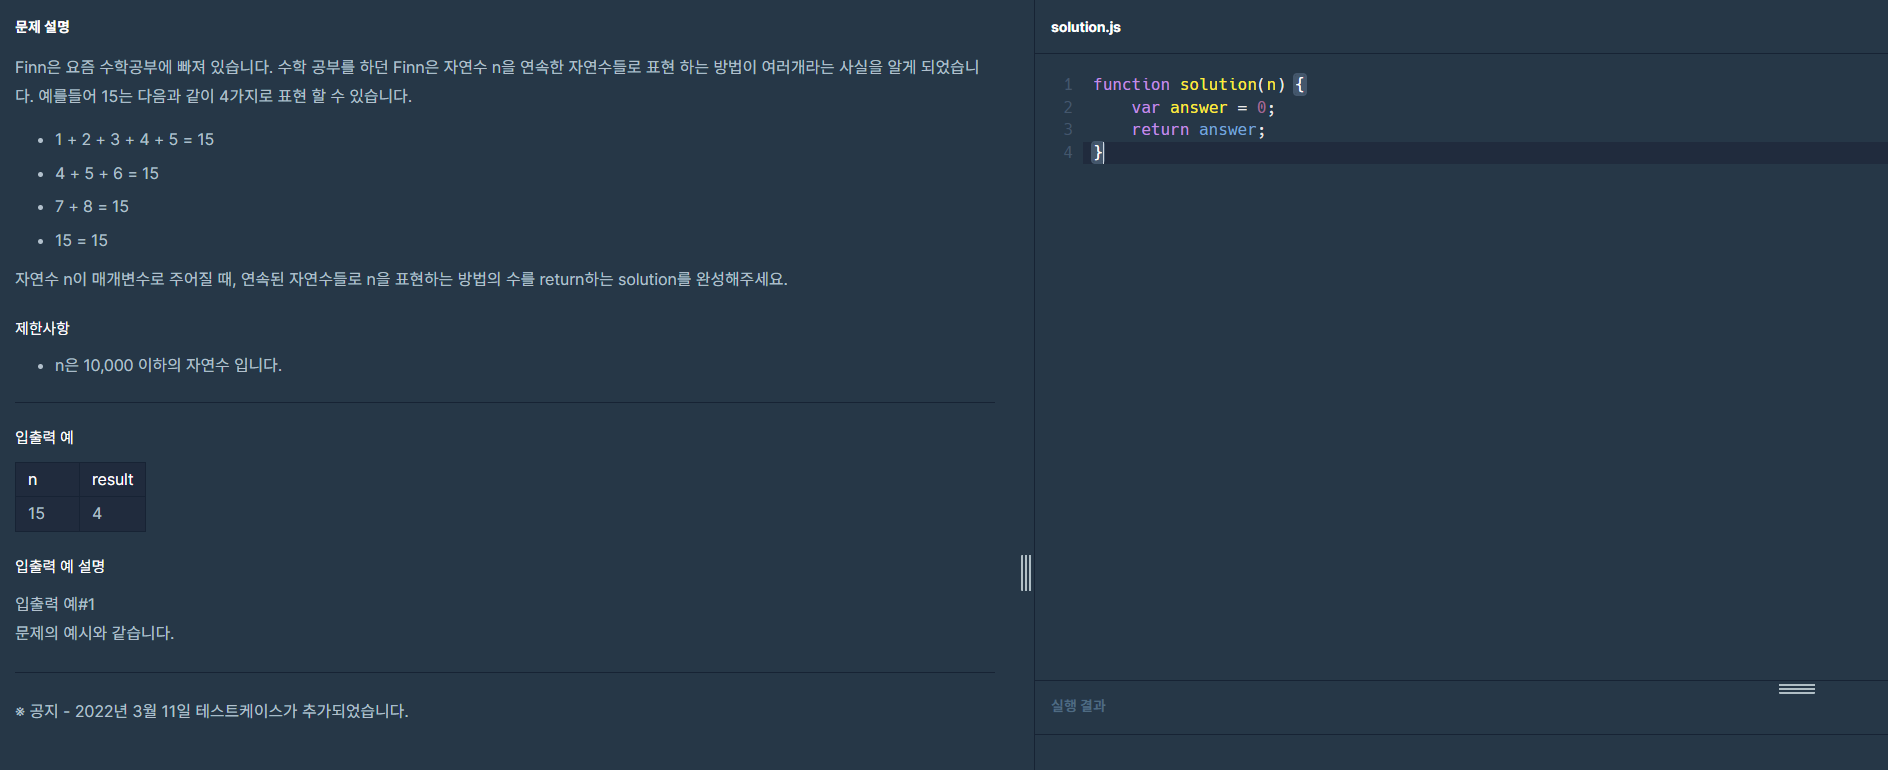 문제 설명
Finn은 요즘 수학공부에 빠져 있습니다. 수학 공부를 하던 Finn은 자연수 n을 연속한 자연수들로 표현 하는 방법이 여러개라는 사실을 알게 되었습니
다. 예를들어 15는 다음과 같이 4가지로 표현 할 수 있습니다.
• 1 + 2 + 3 + 4 + 5 = 15
• 4 + 5 + 6 = 15
• 7 + 8 = 15
• 15 = 15
자연수 n이 매개변수로 주어질 때, 연속된 자연수들로 n을 표현하는 방법의 수를 return하는 solution를 완성해주세요.
제한사항
• n은 10,000 이하의 자연수 입니다.
입출력 예
n result
15 4
입출력 예 설명
입출력 예#1
문제의 예시와 같습니다.
※ 공지 - 2022년 3월 11일 테스트케이스가 추가되었습니다.
solution.js
1 function solution(n) {
2     var answer = 0;
3     return answer;
4 }
실행 결과